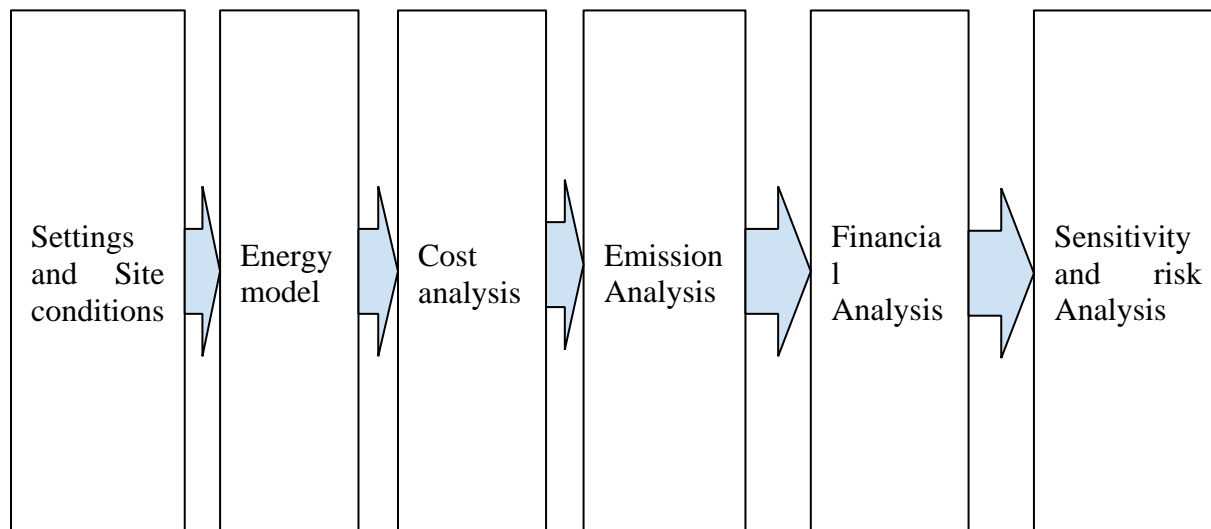 Settings
and Site
conditions
Energy
model
Cost
analysis
Emission
Analysis
Financia
l
Analysis
Sensitivity
and risk
Analysis